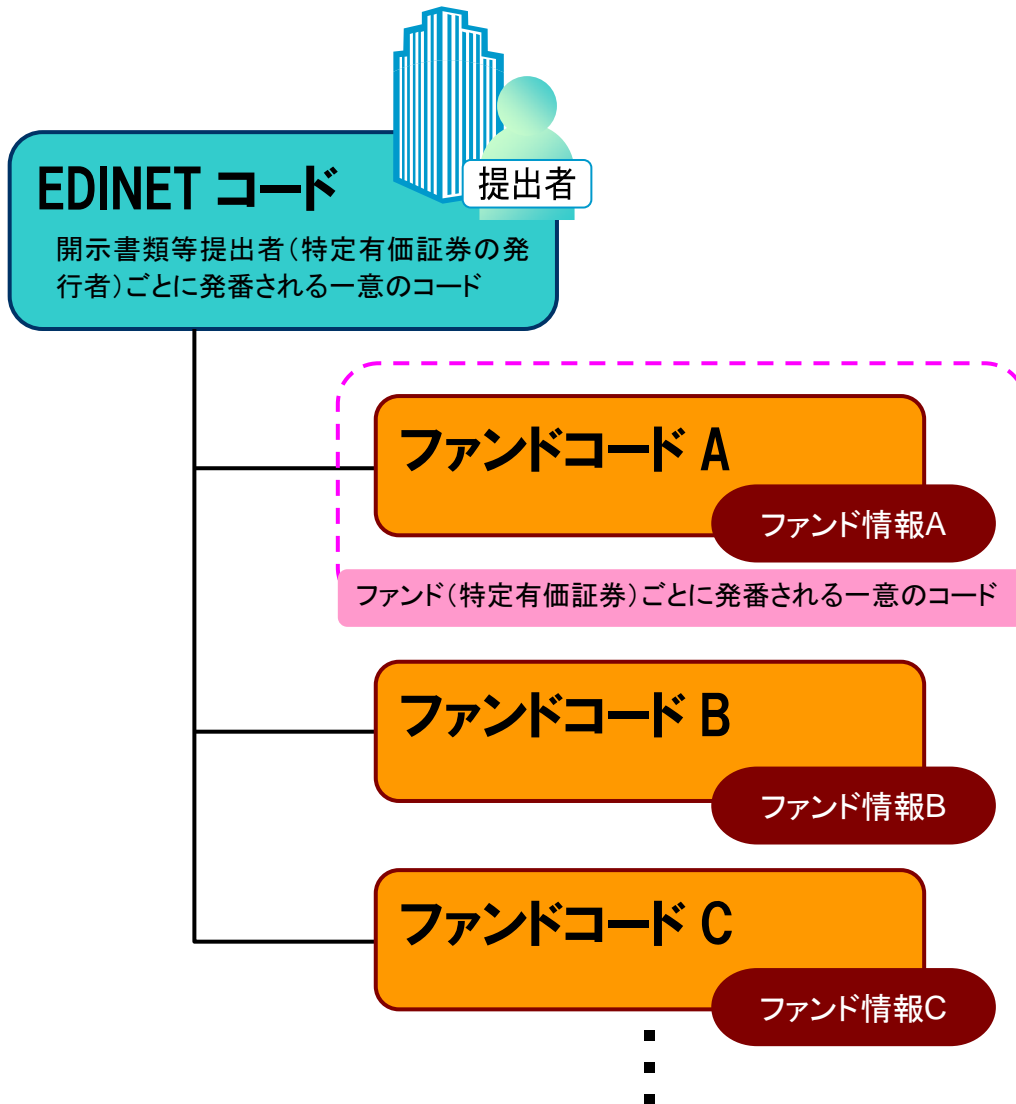 提出者
EDINET コード
開示書類等提出者(特定有価証券の発
行者)ごとに発番される一意のコード
ファンドコード A
ファンド情報A
ファンド(特定有価証券)ごとに発番される一意のコード
ファンドコード B
ファンド情報B
ファンドコード C
ファンド情報C